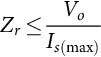 Z_r ≤ V_o / I_s(max)